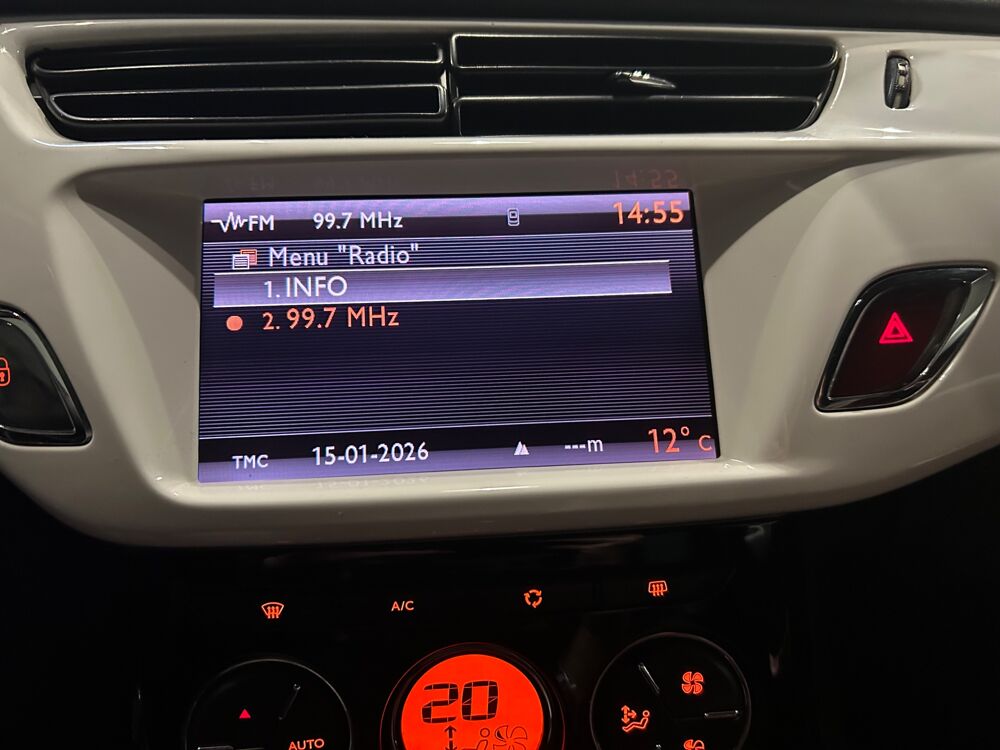 FM 99.7 MHz 14:55
Menu "Radio"
1. INFO
2. 99.7 MHz
TMC 15-01-2026 ---m 12° C
A/C
20
AUTO